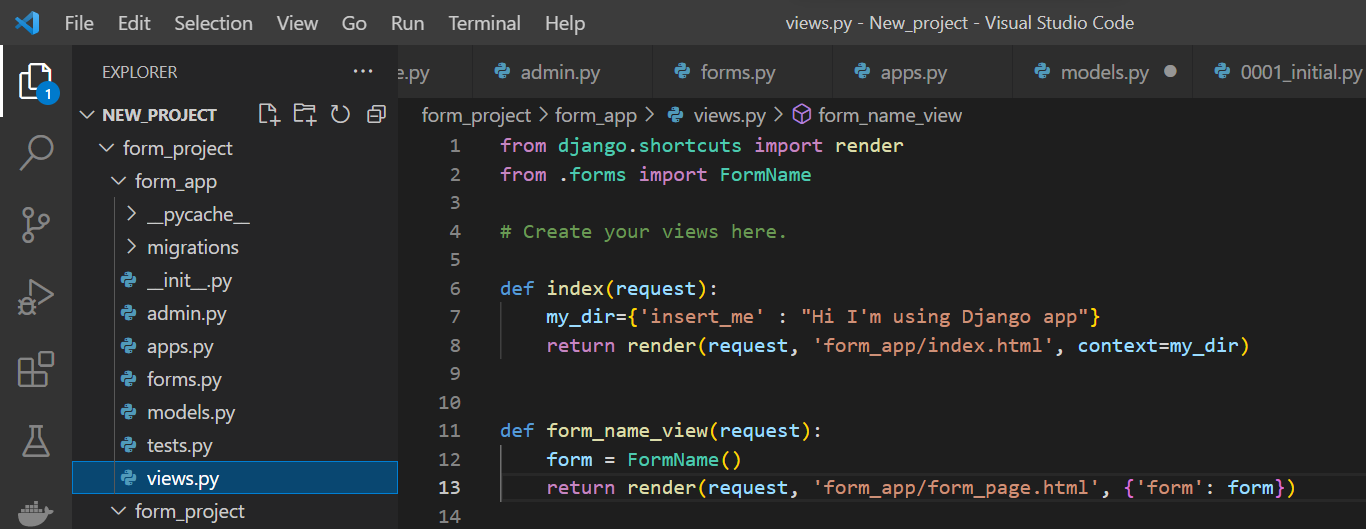 File Edit Selection View Go Run Terminal Help views.py - New_project - Visual Studio Code
EXPLORER ...
1
NEW_PROJECT
form_project
form_app
__pycache__
migrations
__init__.py
admin.py
apps.py
forms.py
models.py
tests.py
views.py
form_project
e.py admin.py forms.py apps.py models.py 0001_initial.py
form_project > form_app > views.py > form_name_view
1 from django.shortcuts import render
2 from .forms import FormName
3
4 # Create your views here.
5
6 def index(request):
7 my_dir={'insert_me' : "Hi I'm using Django app"}
8 return render(request, 'form_app/index.html', context=my_dir)
9
10
11 def form_name_view(request):
12 form = FormName()
13 return render(request, 'form_app/form_page.html', {'form': form})
14